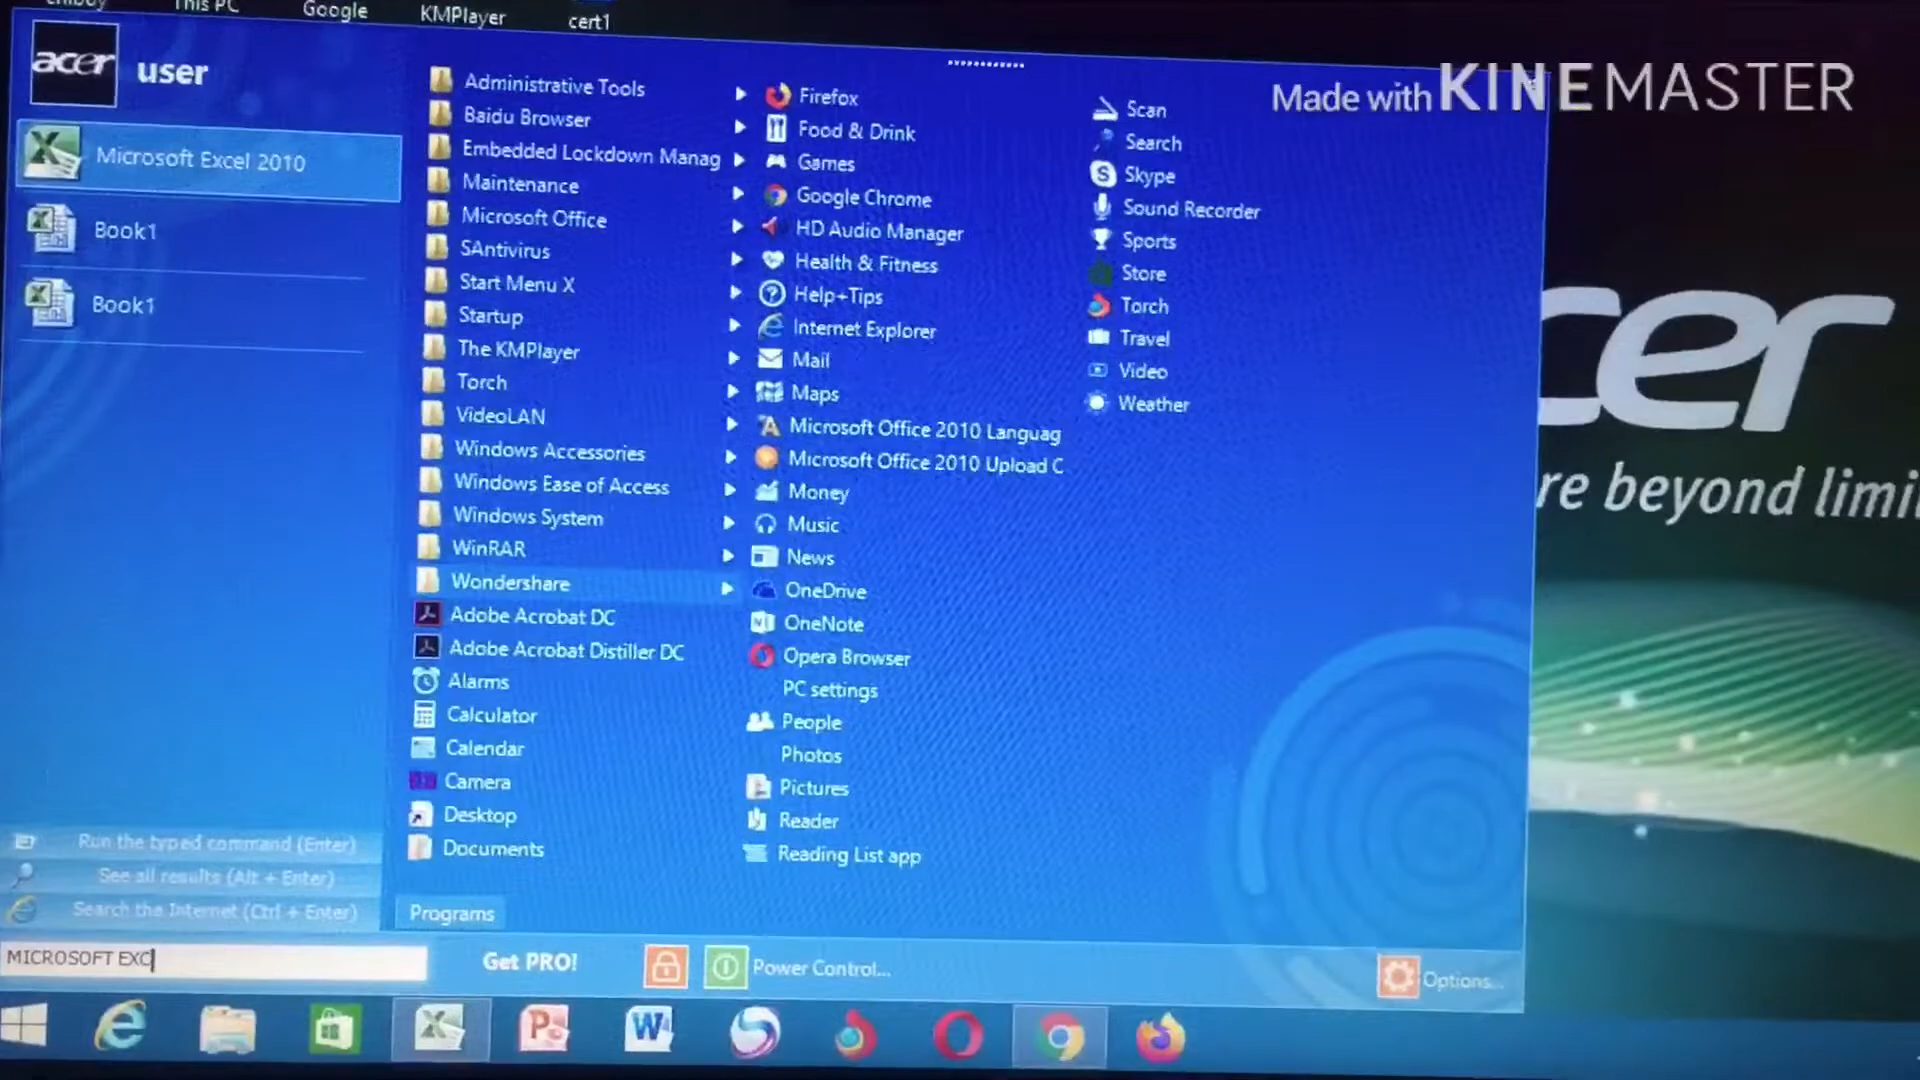 This PC
Google
KMPlayer
cert1
acer
user
Made with KINEMASTER
Microsoft Excel 2010
Book1
Book1
Administrative Tools
Baidu Browser
Embedded Lockdown Manag
Maintenance
Microsoft Office
SAntivirus
Start Menu X
Startup
The KMPlayer
Torch
VideoLAN
Windows Accessories
Windows Ease of Access
Windows System
WinRAR
Wondershare
Adobe Acrobat DC
Adobe Acrobat Distiller DC
Alarms
Calculator
Calendar
Camera
Desktop
Documents
Firefox
Food & Drink
Games
Google Chrome
HD Audio Manager
Health & Fitness
Help+Tips
Internet Explorer
Mail
Maps
Microsoft Office 2010 Languag
Microsoft Office 2010 Upload C
Money
Music
News
OneDrive
OneNote
Opera Browser
PC settings
People
Photos
Pictures
Reader
Reading List app
Scan
Search
Skype
Sound Recorder
Sports
Store
Torch
Travel
Video
Weather
cer
re beyond limi
Run the typed command (Enter)
See all results (Alt + Enter)
Search the Internet (Ctrl + Enter)
Programs
MICROSOFT EXC
Get PRO!
Power Control...
Options...